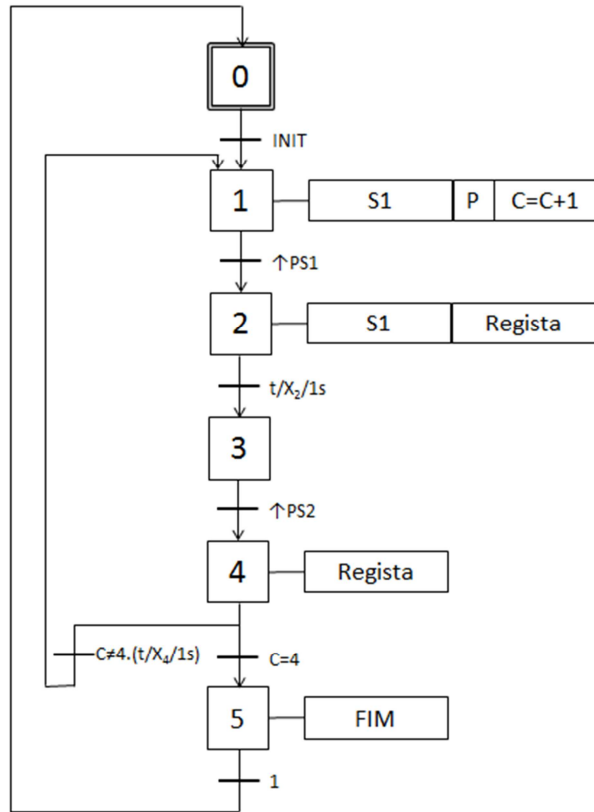 0
INIT
1 S1 P C=C+1
↑PS1
2 S1 Regista
t/X₂/1s
3
↑PS2
4 Regista
C≠4.(t/X₄/1s) C=4
5 FIM
1